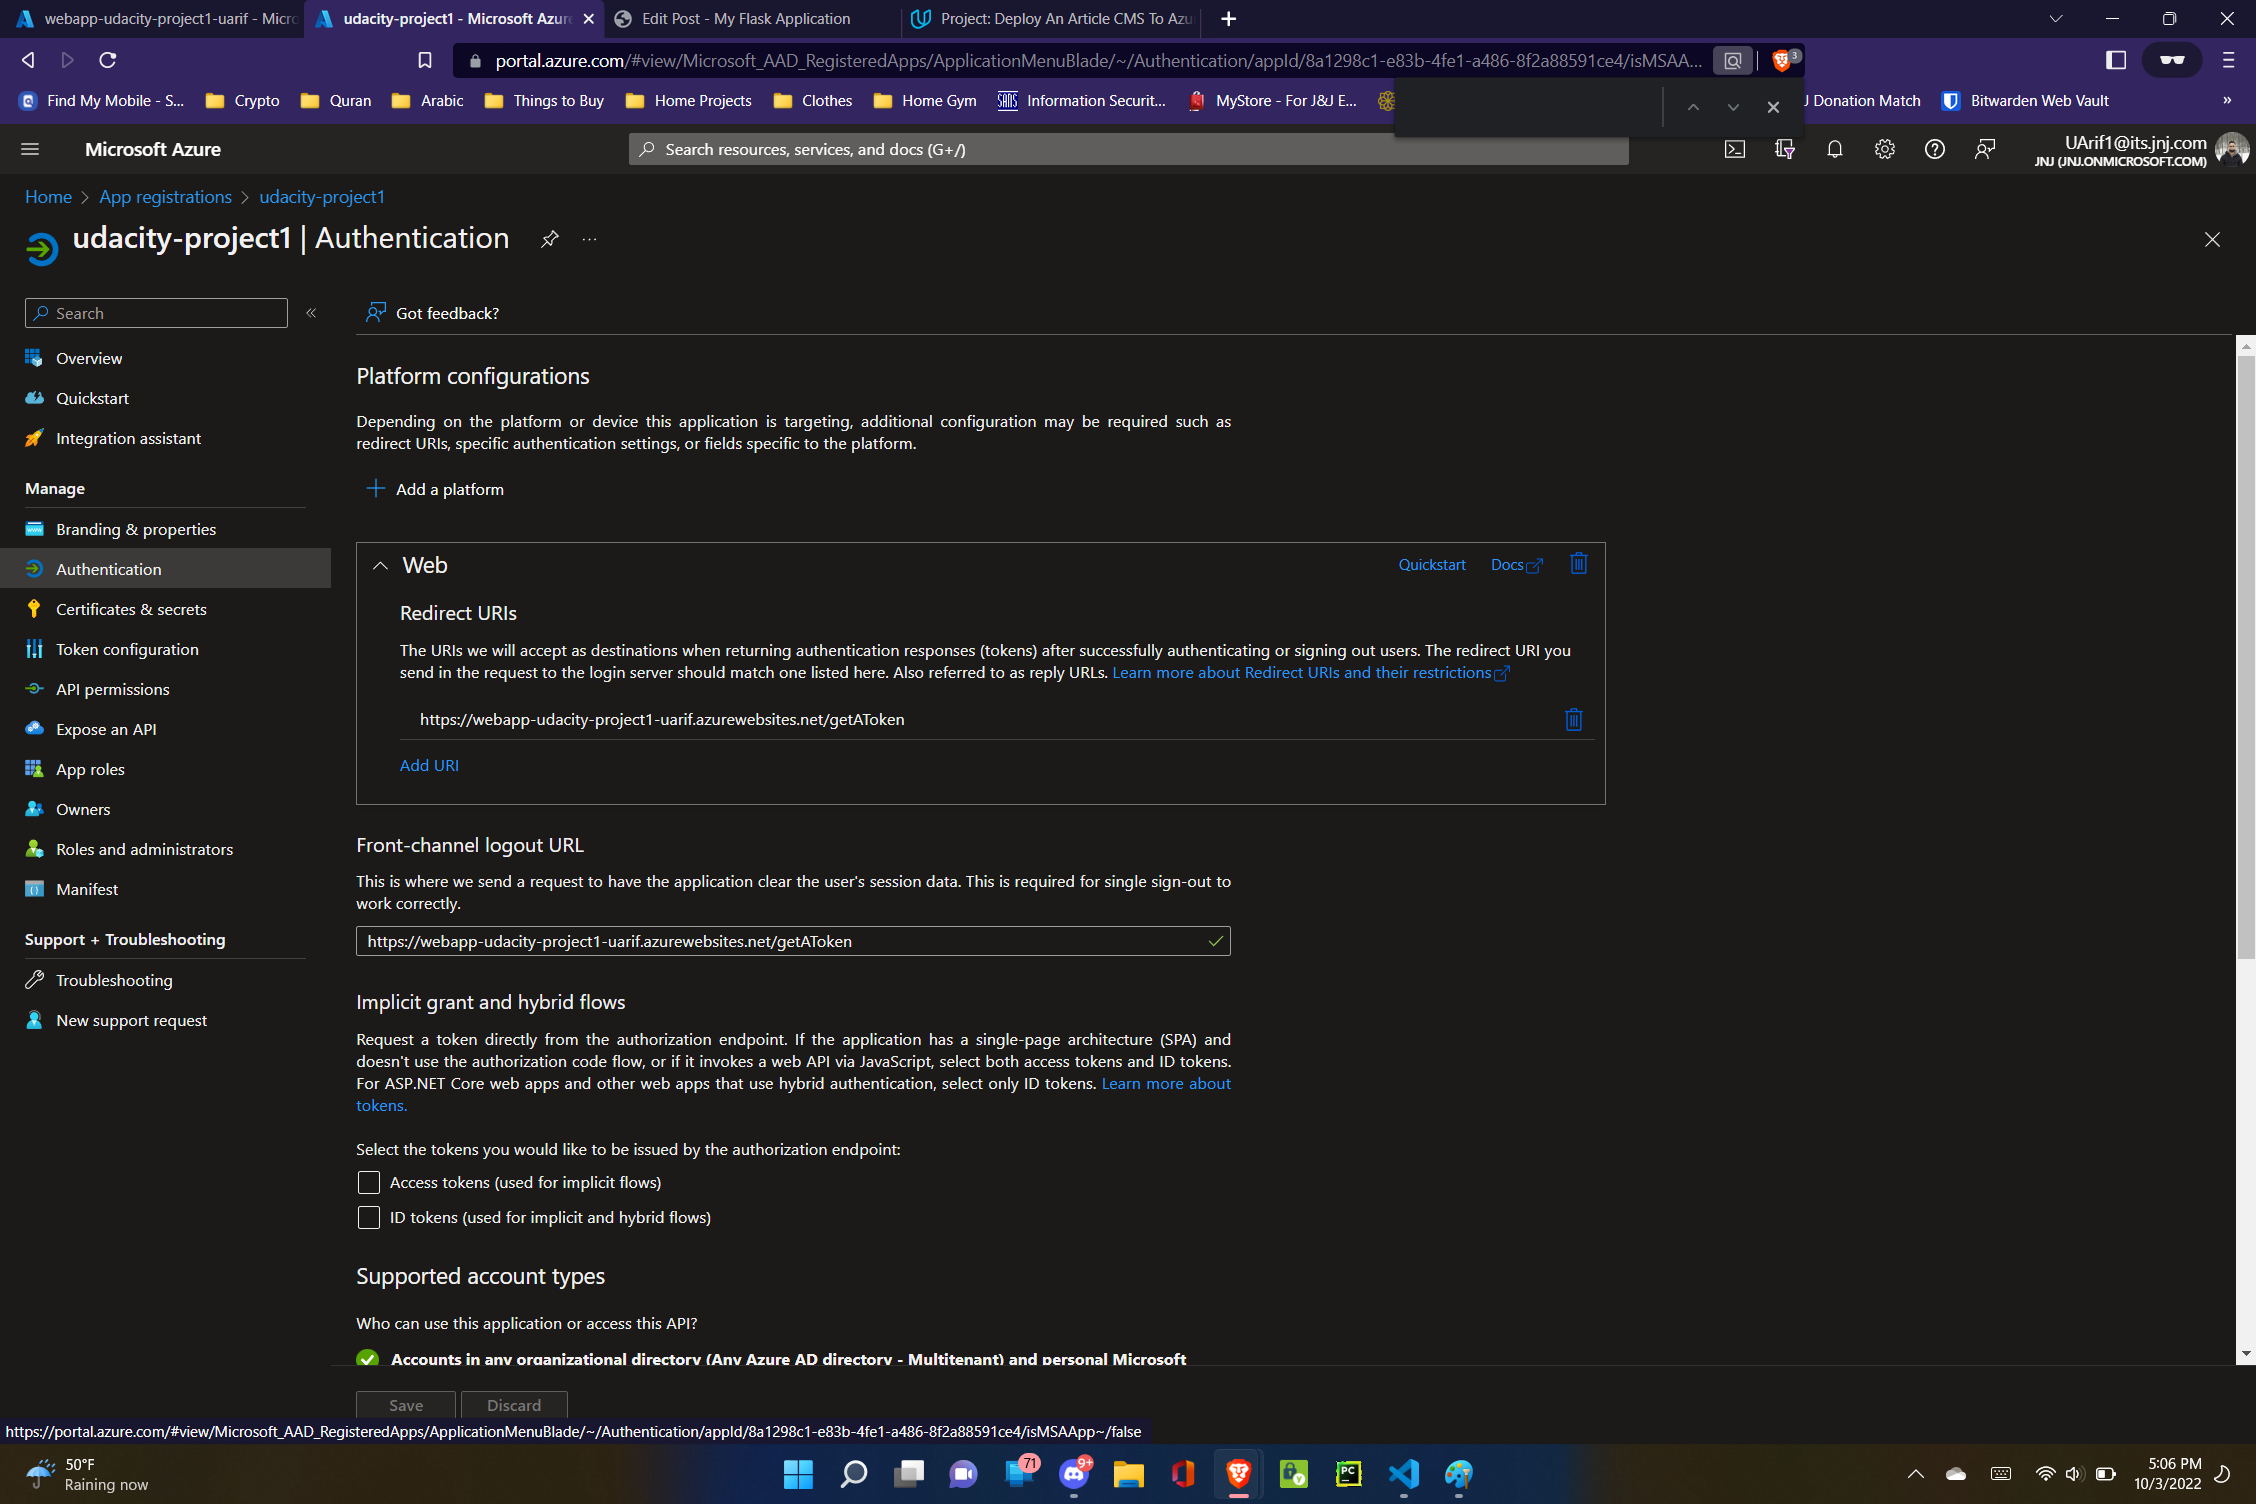 webapp-udacity-project1-uarif - Micro
udacity-project1 - Microsoft Azure
Edit Post - My Flask Application
Project: Deploy An Article CMS To Azu
portal.azure.com/#view/Microsoft_AAD_RegisteredApps/ApplicationMenuBlade/~/Authentication/appId/8a1298c1-e83b-4fe1-a486-8f2a88591ce4/isMSAA...
3
Find My Mobile - S...
Crypto
Quran
Arabic
Things to Buy
Home Projects
Clothes
Home Gym
SANS
Information Securit...
MyStore - For J&J E...
J Donation Match
Bitwarden Web Vault
»
Microsoft Azure
Search resources, services, and docs (G+/)
UArif1@its.jnj.com
JNJ (JNJ.ONMICROSOFT.COM)
Home > App registrations > udacity-project1
udacity-project1 | Authentication
...
Search
«
Got feedback?
Overview
Quickstart
Integration assistant
Manage
Branding & properties
Authentication
Certificates & secrets
Token configuration
API permissions
Expose an API
App roles
Owners
Roles and administrators
Manifest
Support + Troubleshooting
Troubleshooting
New support request
Platform configurations
Depending on the platform or device this application is targeting, additional configuration may be required such as
redirect URIs, specific authentication settings, or fields specific to the platform.
Add a platform
Web
Quickstart
Docs
Redirect URIs
The URIs we will accept as destinations when returning authentication responses (tokens) after successfully authenticating or signing out users. The redirect URI you
send in the request to the login server should match one listed here. Also referred to as reply URLs. Learn more about Redirect URIs and their restrictions
https://webapp-udacity-project1-uarif.azurewebsites.net/getAToken
Add URI
Front-channel logout URL
This is where we send a request to have the application clear the user's session data. This is required for single sign-out to
work correctly.
https://webapp-udacity-project1-uarif.azurewebsites.net/getAToken
Implicit grant and hybrid flows
Request a token directly from the authorization endpoint. If the application has a single-page architecture (SPA) and
doesn't use the authorization code flow, or if it invokes a web API via JavaScript, select both access tokens and ID tokens.
For ASP.NET Core web apps and other web apps that use hybrid authentication, select only ID tokens. Learn more about
tokens.
Select the tokens you would like to be issued by the authorization endpoint:
Access tokens (used for implicit flows)
ID tokens (used for implicit and hybrid flows)
Supported account types
Who can use this application or access this API?
Accounts in any organizational directory (Any Azure AD directory - Multitenant) and personal Microsoft
Save
Discard
https://portal.azure.com/#view/Microsoft_AAD_RegisteredApps/ApplicationMenuBlade/~/Authentication/appId/8a1298c1-e83b-4fe1-a486-8f2a88591ce4/isMSAApp~/false
50°F
Raining now
71
9+
PC
5:06 PM
10/3/2022